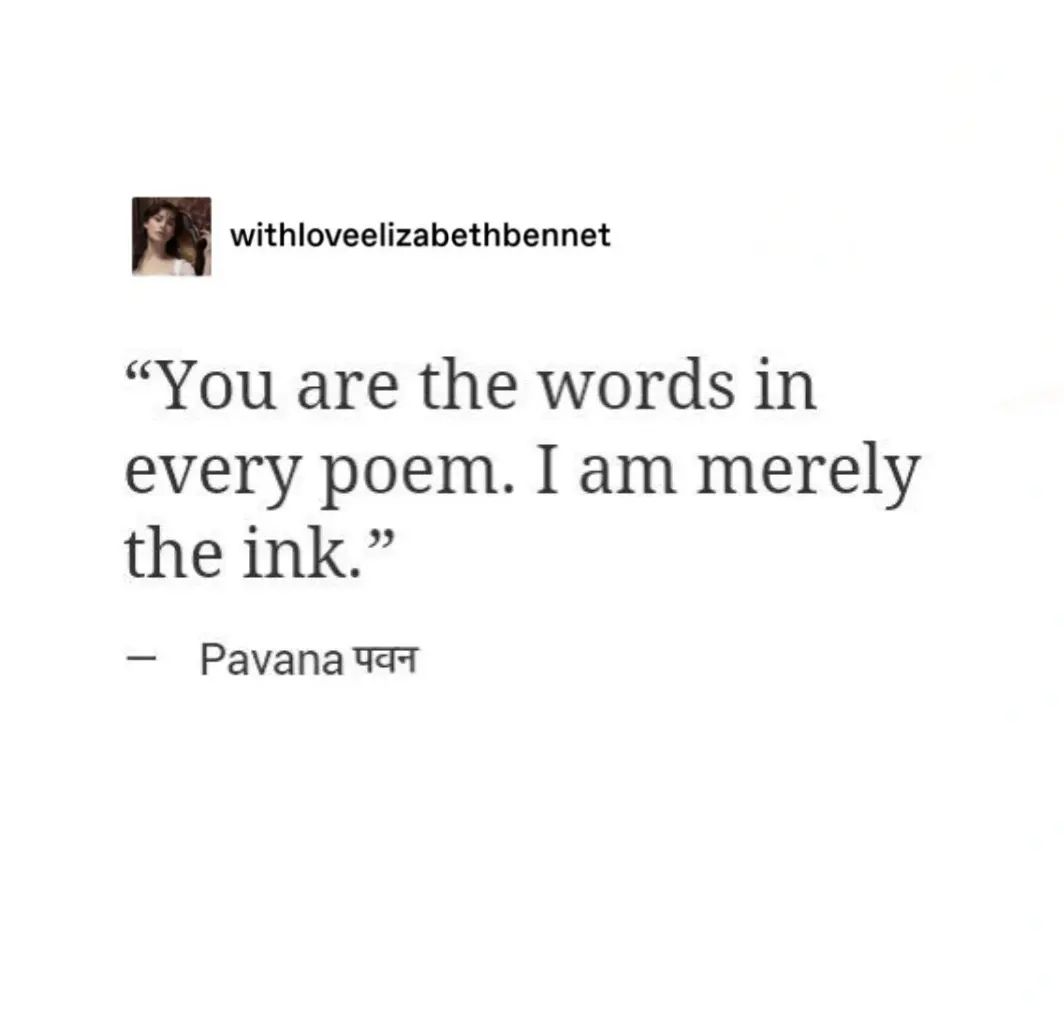 withloveelizabethbennet
“You are the words in
every poem. I am merely
the ink.”
— Pavana पवन